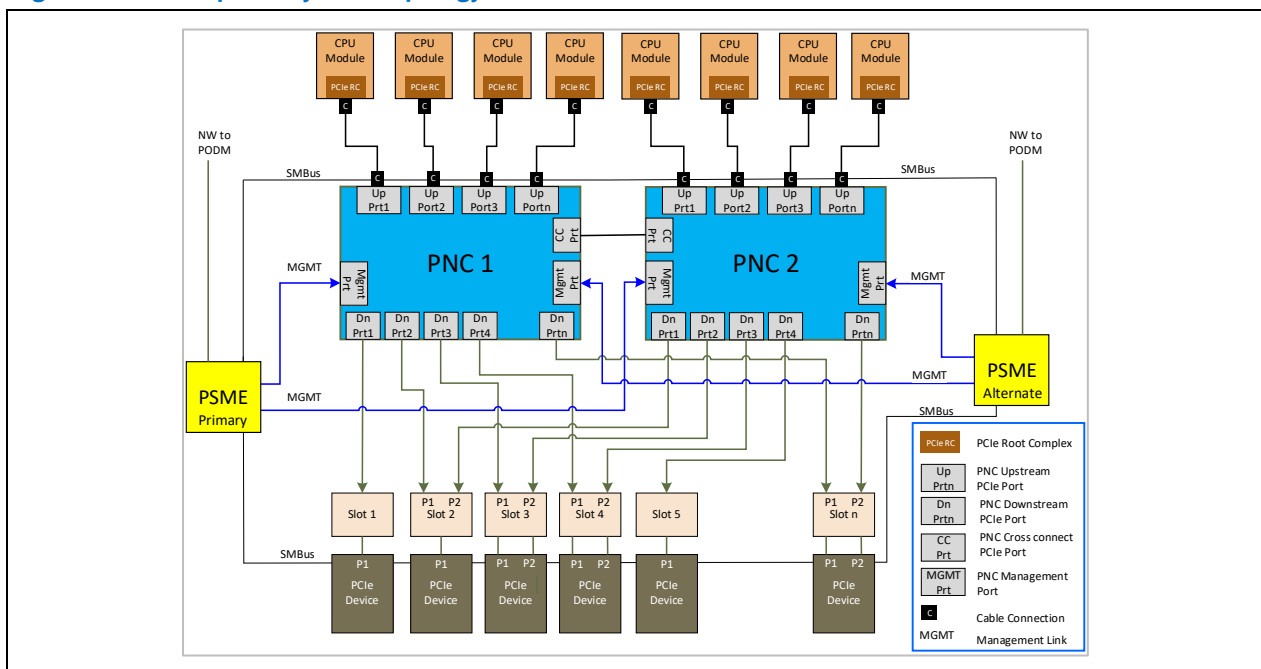 CPU
Module
PCIe RC
C
CPU
Module
PCIe RC
C
CPU
Module
PCIe RC
C
CPU
Module
PCIe RC
C
CPU
Module
PCIe RC
C
CPU
Module
PCIe RC
C
CPU
Module
PCIe RC
C
CPU
Module
PCIe RC
C
NW to
PODM
NW to
PODM
SMBus
SMBus
C
C
C
C
C
C
C
C
Up
Prt1
Up
Port2
Up
Port3
Up
Portn
Up
Prt1
Up
Port2
Up
Port3
Up
Portn
CC
Prt
CC
Prt
PNC 1
PNC 2
MGMT
Mgmt
Prt
Mgmt
Prt
Mgmt
Prt
Mgmt
Prt
MGMT
Dn
Prt1
Dn
Prt2
Dn
Prt3
Dn
Prt4
Dn
Prtn
Dn
Prt1
Dn
Prt2
Dn
Prt3
Dn
Prt4
Dn
Prtn
PSME
Primary
PSME
Alternate
MGMT
MGMT
SMBus
Slot 1
P1 P2
Slot 2
P1 P2
Slot 3
P1 P2
Slot 4
Slot 5
P1 P2
Slot n
SMBus
P1
PCIe
Device
P1
PCIe
Device
P1 P2
PCIe
Device
P1 P2
PCIe
Device
P1
PCIe
Device
P1 P2
PCIe
Device
PCIe RC PCIe Root Complex
Up
Prtn
PNC Upstream
PCIe Port
Dn
Prtn
PNC Downstream
PCIe Port
CC
Prt
PNC Cross connect
PCIe Port
MGMT
Prt
PNC Management
Port
C Cable Connection
MGMT Management Link